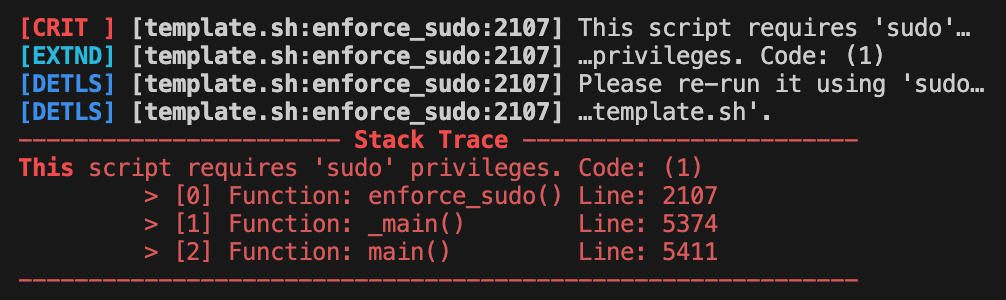 [CRIT ] [template.sh:enforce_sudo:2107] This script requires 'sudo'…
[EXTND] [template.sh:enforce_sudo:2107] …privileges. Code: (1)
[DETLS] [template.sh:enforce_sudo:2107] Please re-run it using 'sudo…
[DETLS] [template.sh:enforce_sudo:2107] …template.sh'.
----------------------- Stack Trace ------------------------
This script requires 'sudo' privileges. Code: (1)
         > [0] Function: enforce_sudo() Line: 2107
         > [1] Function: _main()        Line: 5374
         > [2] Function: main()         Line: 5411
------------------------------------------------------------